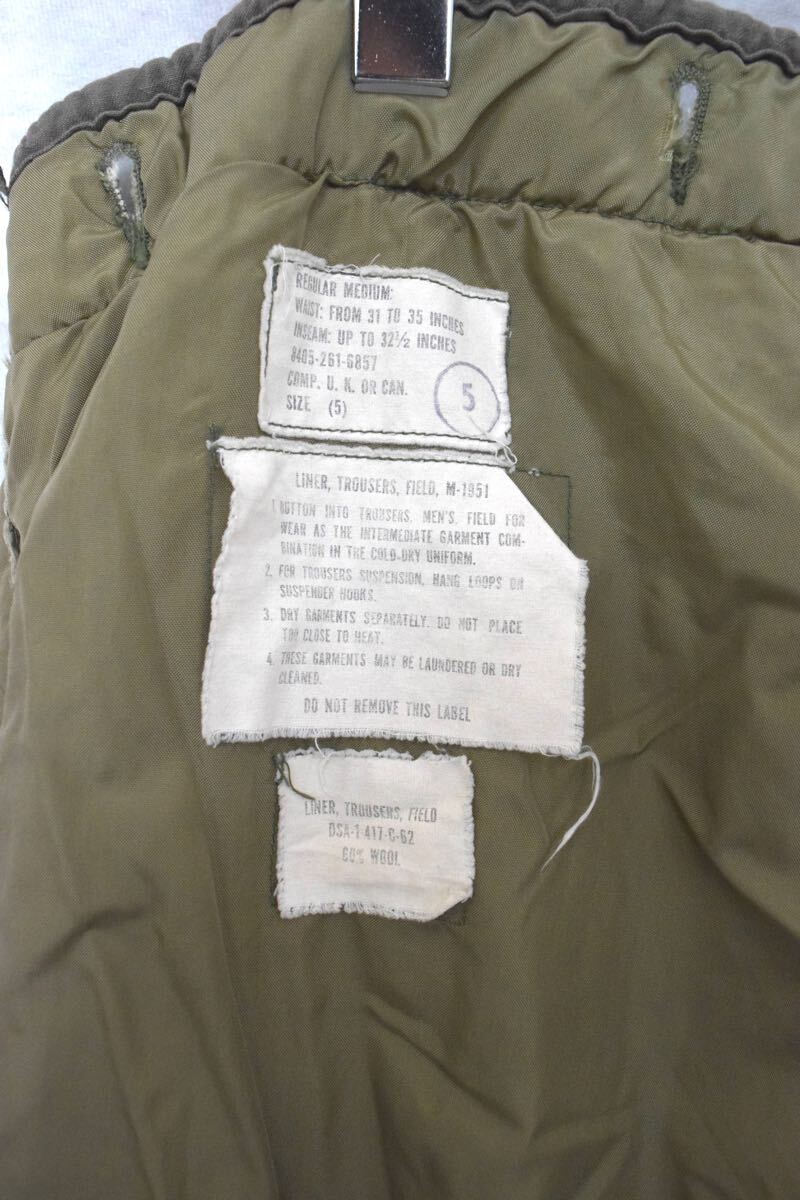 REGULAR MEDIUM:
WAIST: FROM 31 TO 35 INCHES
INSEAM: UP TO 32½ INCHES
8405-261-6857
COMP. U. K. OR CAN.
SIZE (5)
5
LINER, TROUSERS, FIELD, M-1951
1. BUTTON INTO TROUSERS, MEN'S, FIELD FOR
WEAR AS THE INTERMEDIATE GARMENT COM-
BINATION IN THE COLD-DRY UNIFORM.
2. FOR TROUSERS SUSPENSION, HANG LOOPS ON
SUSPENDER HOOKS.
3. DRY GARMENTS SEPARATELY. DO NOT PLACE
TOO CLOSE TO HEAT.
4. THESE GARMENTS MAY BE LAUNDERED OR DRY
CLEANED.
DO NOT REMOVE THIS LABEL
LINER, TROUSERS, FIELD
DSA-1 417-C-62
60% WOOL